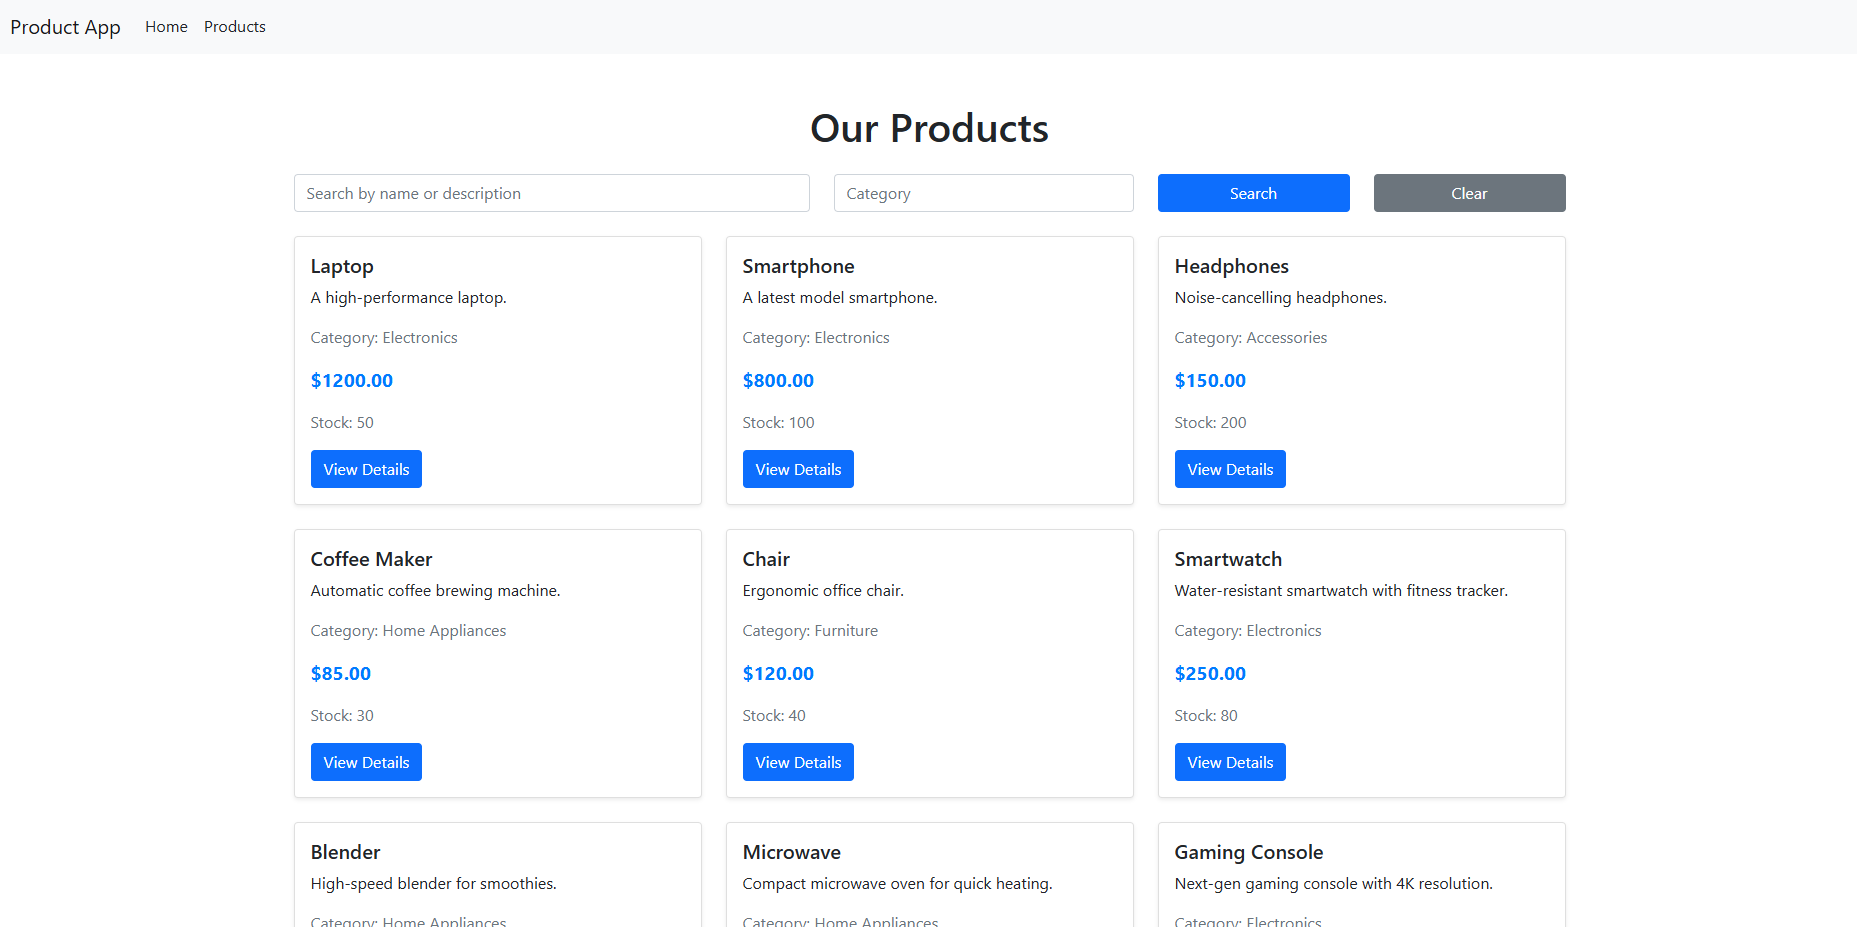 Product App Home Products
Our Products
Search by name or description Category Search Clear
Laptop
A high-performance laptop.
Category: Electronics
$1200.00
Stock: 50
View Details
Smartphone
A latest model smartphone.
Category: Electronics
$800.00
Stock: 100
View Details
Headphones
Noise-cancelling headphones.
Category: Accessories
$150.00
Stock: 200
View Details
Coffee Maker
Automatic coffee brewing machine.
Category: Home Appliances
$85.00
Stock: 30
View Details
Chair
Ergonomic office chair.
Category: Furniture
$120.00
Stock: 40
View Details
Smartwatch
Water-resistant smartwatch with fitness tracker.
Category: Electronics
$250.00
Stock: 80
View Details
Blender
High-speed blender for smoothies.
Category: Home Appliances
Microwave
Compact microwave oven for quick heating.
Category: Home Appliances
Gaming Console
Next-gen gaming console with 4K resolution.
Category: Electronics